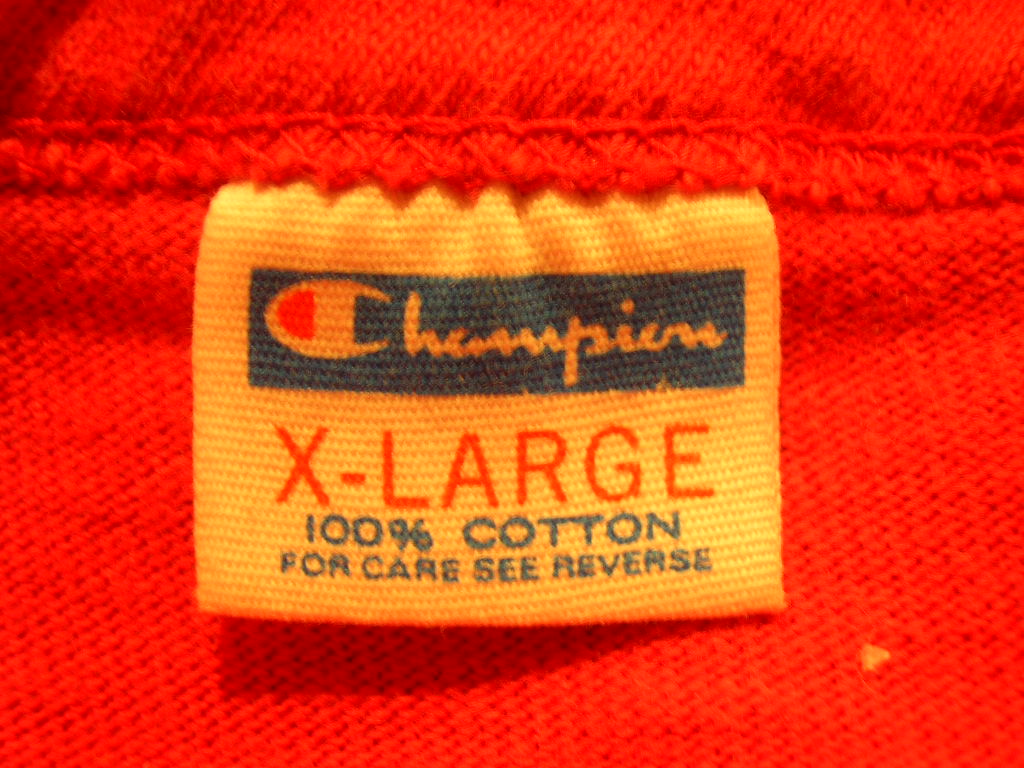 Champion
X-LARGE
100% COTTON
FOR CARE SEE REVERSE